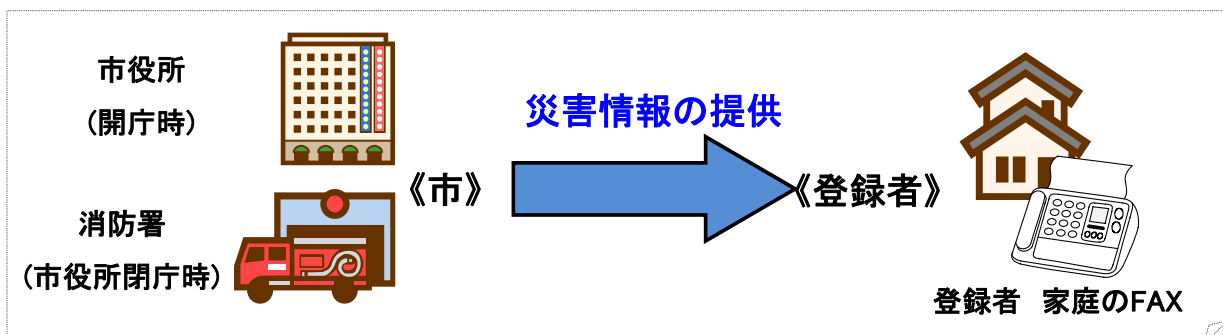 市役所
(開庁時)
消防署
(市役所閉庁時)
《市》
災害情報の提供
《登録者》
登録者　家庭のFAX